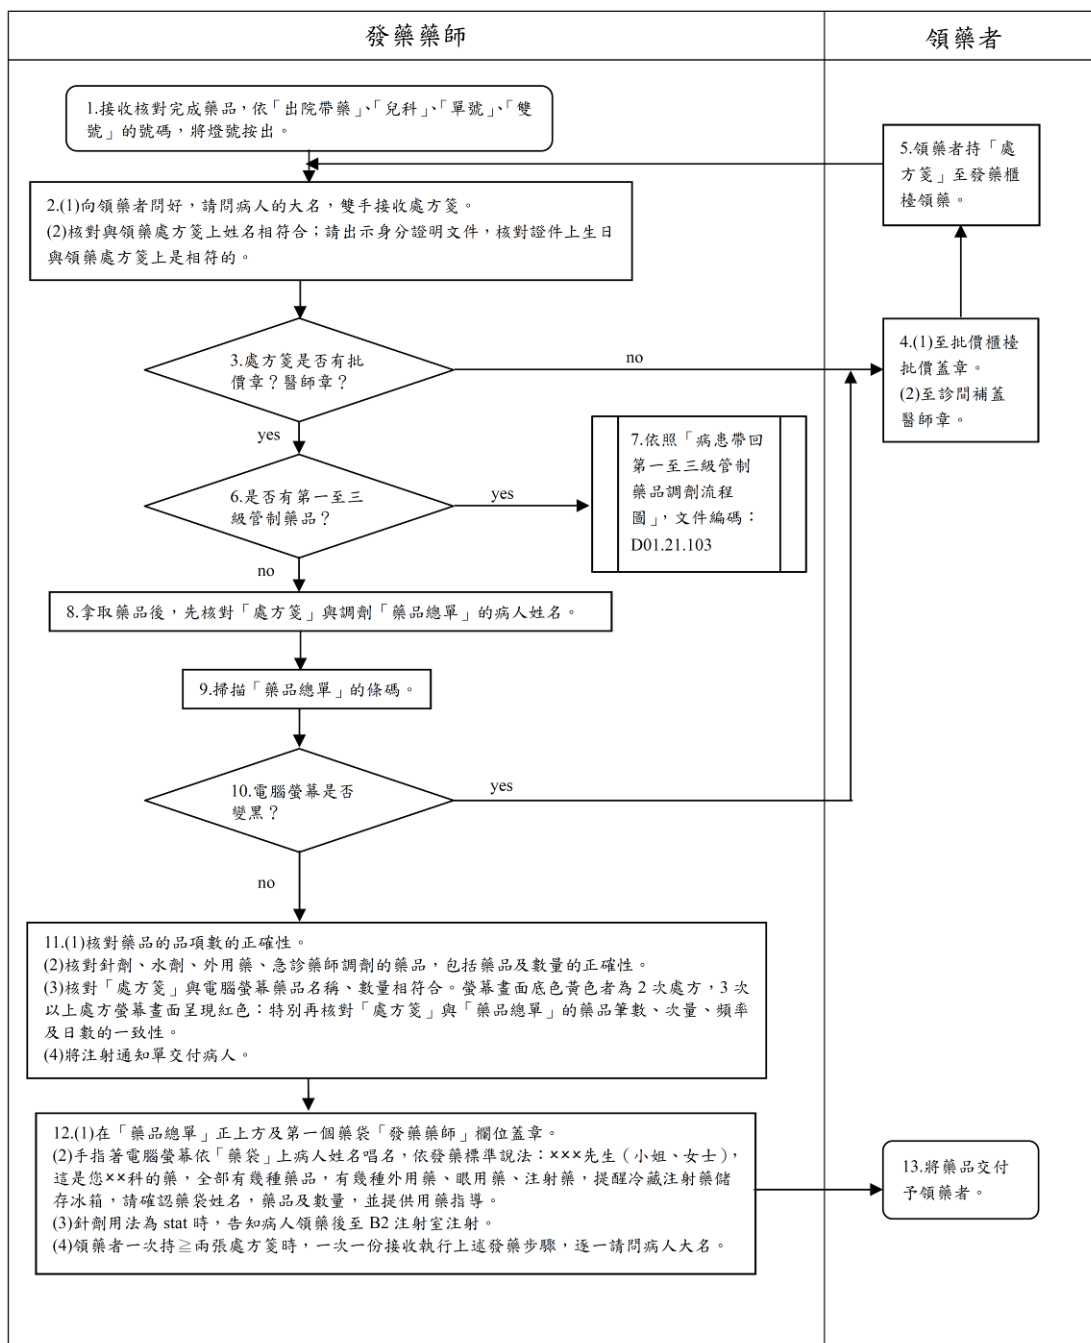 發藥藥師
領藥者
1.接收核對完成藥品，依「出院帶藥」、「兒科」、「單號」、「雙
號」的號碼，將燈號按出。
5.領藥者持「處
方箋」至發藥櫃
檯領藥。
2.(1)向領藥者問好，請問病人的大名，雙手接收處方箋。
(2)核對與領藥處方箋上姓名相符合；請出示身分證明文件，核對證件上生日
與領藥處方箋上是相符的。
3.處方箋是否有批
價章？醫師章？
no
4.(1)至批價櫃檯
批價蓋章。
(2)至診間補蓋
醫師章。
yes
6.是否有第一至三
級管制藥品？
yes
7.依照「病患帶回
第一至三級管制
藥品調劑流程
圖」，文件編碼：
D01.21.103
no
8.拿取藥品後，先核對「處方箋」與調劑「藥品總單」的病人姓名。
9.掃描「藥品總單」的條碼。
10.電腦螢幕是否
變黑？
yes
no
11.(1)核對藥品的品項數的正確性。
(2)核對針劑、水劑、外用藥、急診藥師調劑的藥品，包括藥品及數量的正確性。
(3)核對「處方箋」與電腦螢幕藥品名稱、數量相符合。螢幕畫面底色黃色者為 2 次處方，3 次
以上處方螢幕畫面呈現紅色：特別再核對「處方箋」與「藥品總單」的藥品筆數、次量、頻率
及日數的一致性。
(4)將注射通知單交付病人。
12.(1)在「藥品總單」正上方及第一個藥袋「發藥藥師」欄位蓋章。
(2)手指著電腦螢幕依「藥袋」上病人姓名唱名，依發藥標準說法：×××先生（小姐、女士），
這是您××科的藥，全部有幾種藥品，有幾種外用藥、眼用藥、注射藥，提醒冷藏注射藥儲
存冰箱，請確認藥袋姓名，藥品及數量，並提供用藥指導。
(3)針劑用法為 stat 時，告知病人領藥後至 B2 注射室注射。
(4)領藥者一次持≧兩張處方箋時，一次一份接收執行上述發藥步驟，逐一請問病人大名。
13.將藥品交付
予領藥者。